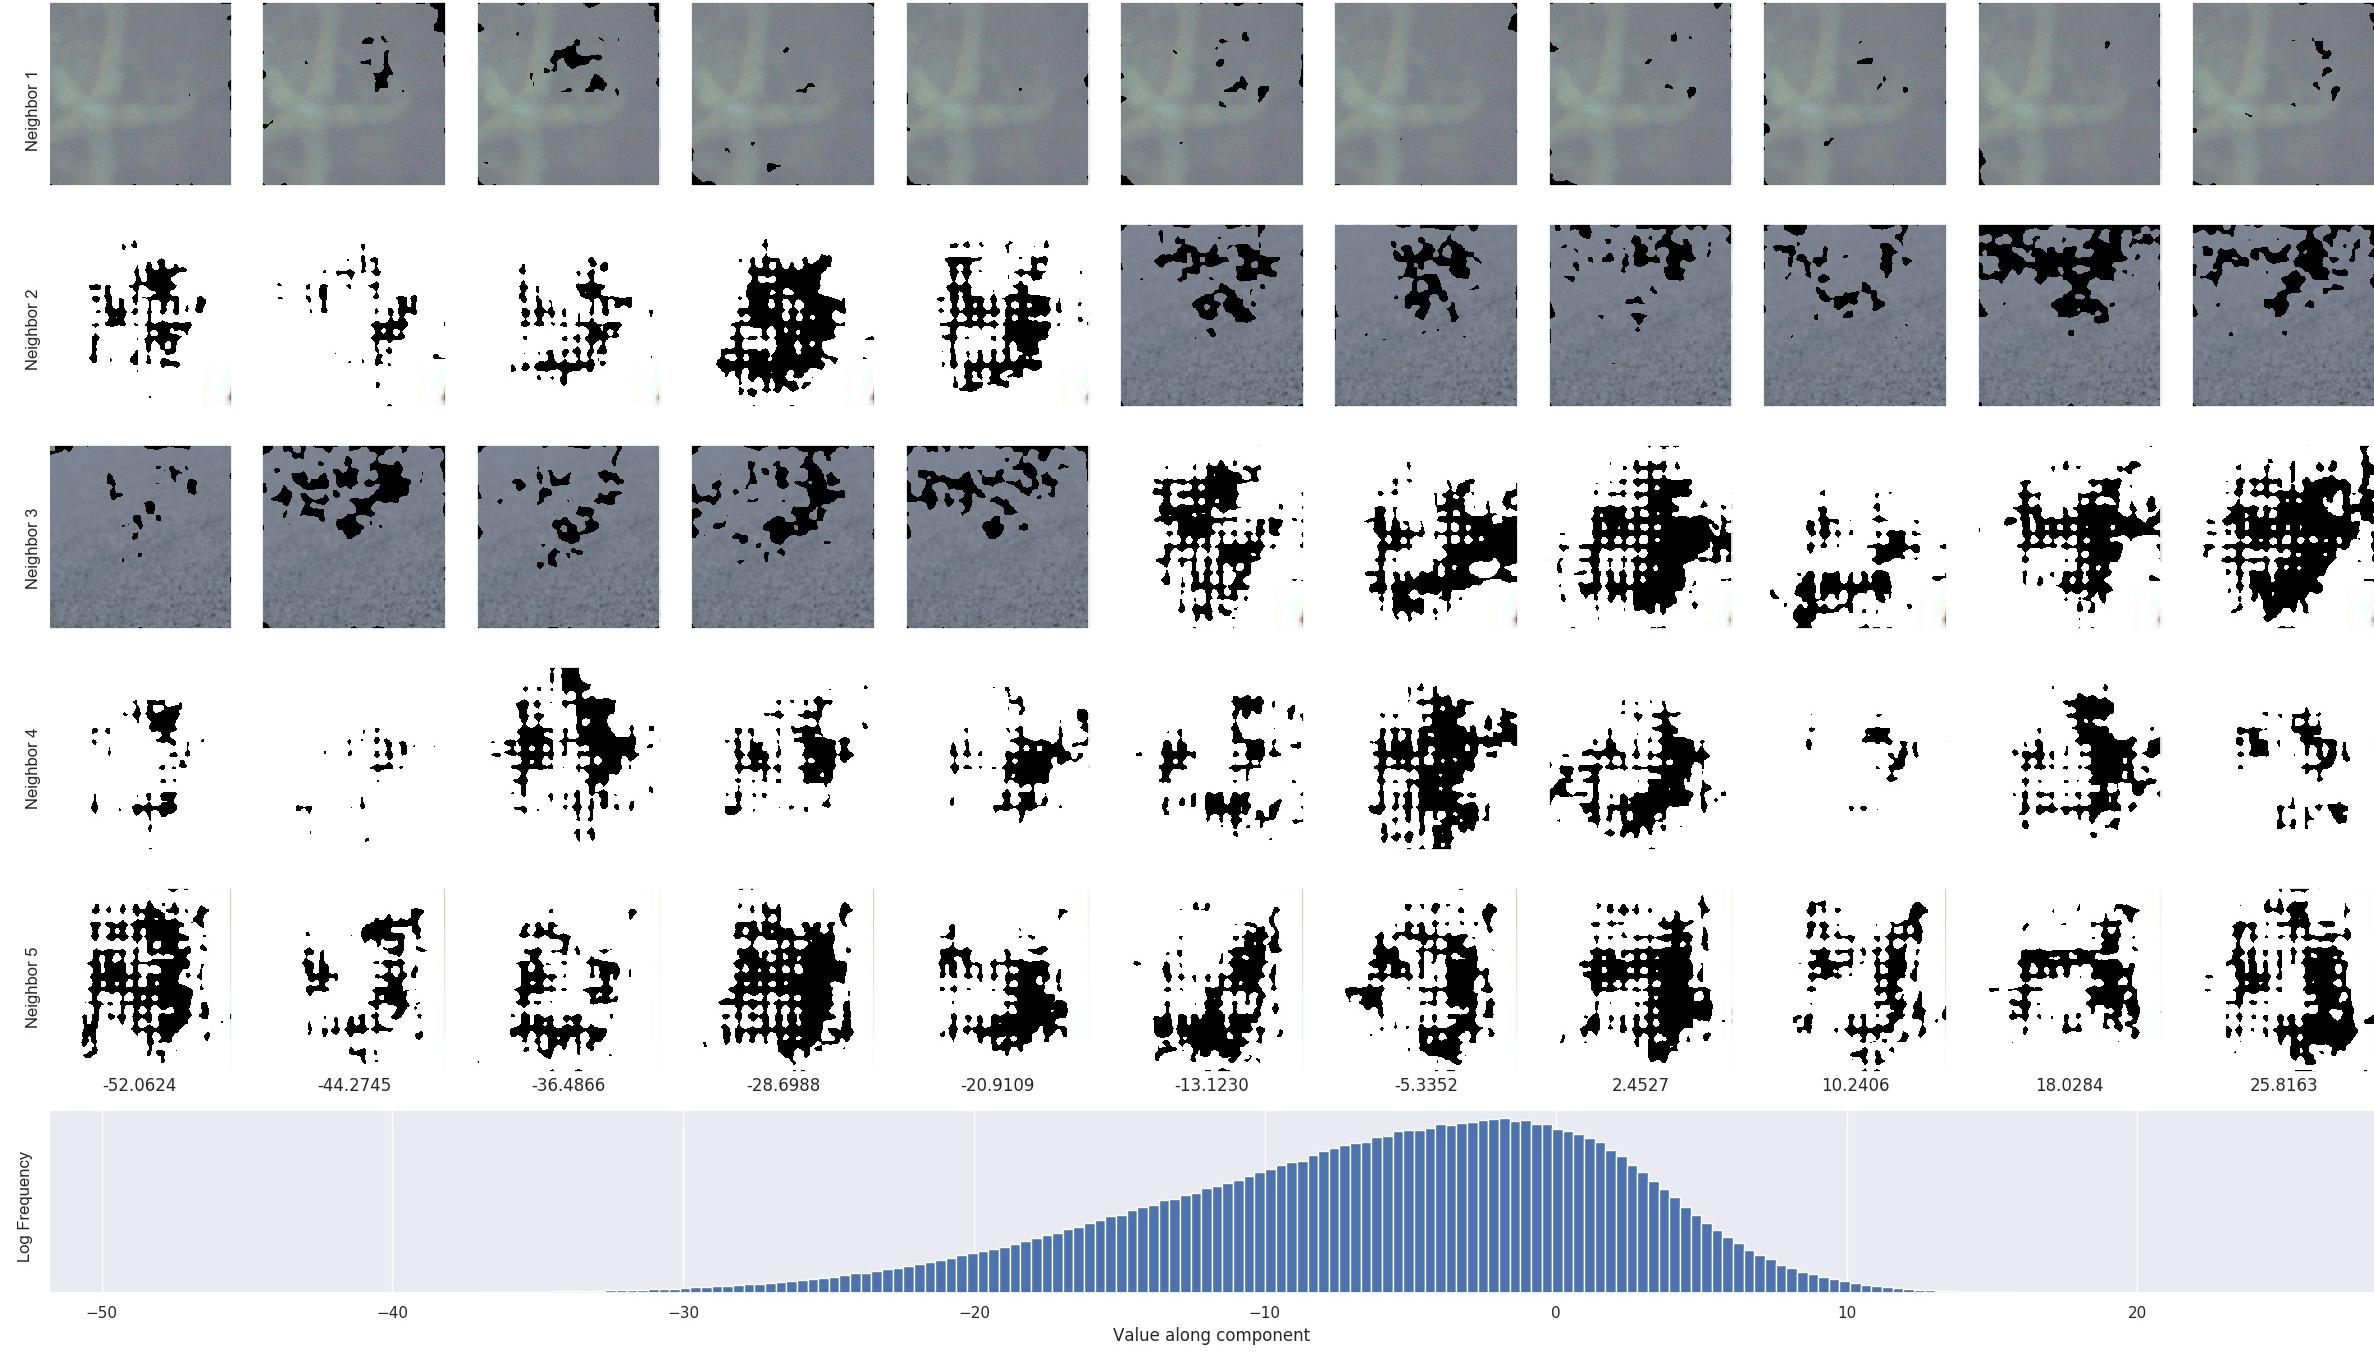 Neighbor 1
Neighbor 2
Neighbor 3
Neighbor 4
Neighbor 5
-52.0624 -44.2745 -36.4866 -28.6988 -20.9109 -13.1230 -5.3352 2.4527 10.2406 18.0284 25.8163
Log Frequency
−50 −40 −30 −20 −10 0 10 20
Value along component